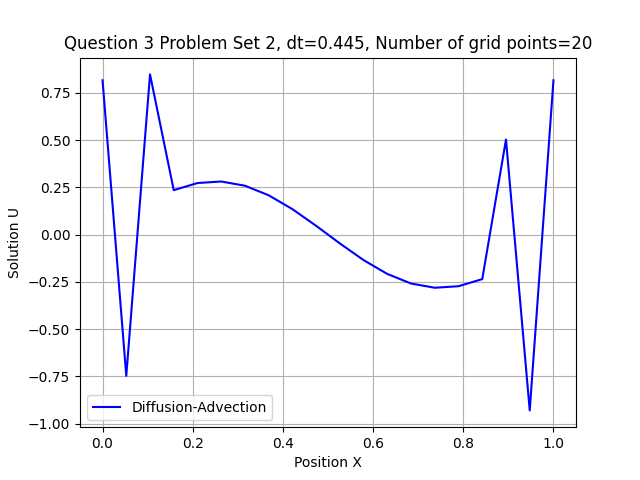 Question 3 Problem Set 2, dt=0.445, Number of grid points=20
0.75
0.50
0.25
0.00
−0.25
−0.50
−0.75
−1.00
Solution U
Diffusion-Advection
0.0 0.2 0.4 0.6 0.8 1.0
Position X